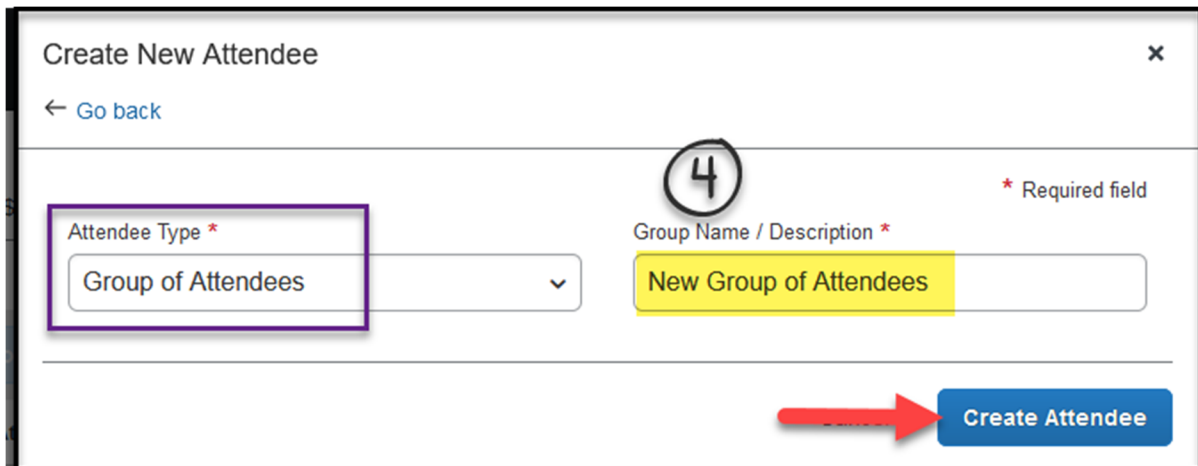 Create New Attendee ×
← Go back
4
* Required field
Attendee Type * Group Name / Description *
Group of Attendees New Group of Attendees
Create Attendee